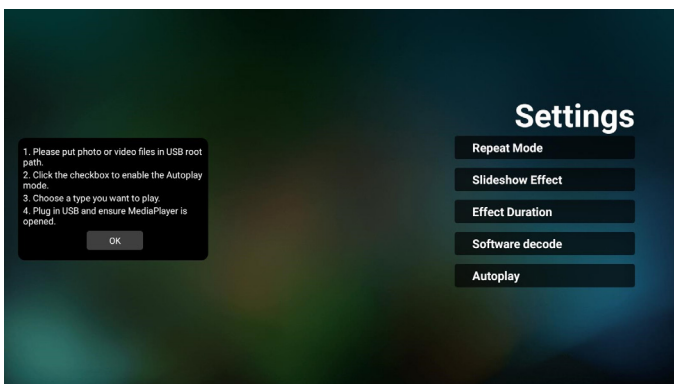 1. Please put photo or video files in USB root
path.
2. Click the checkbox to enable the Autoplay
mode.
3. Choose a type you want to play.
4. Plug in USB and ensure MediaPlayer is
opened.
OK
Settings
Repeat Mode
Slideshow Effect
Effect Duration
Software decode
Autoplay